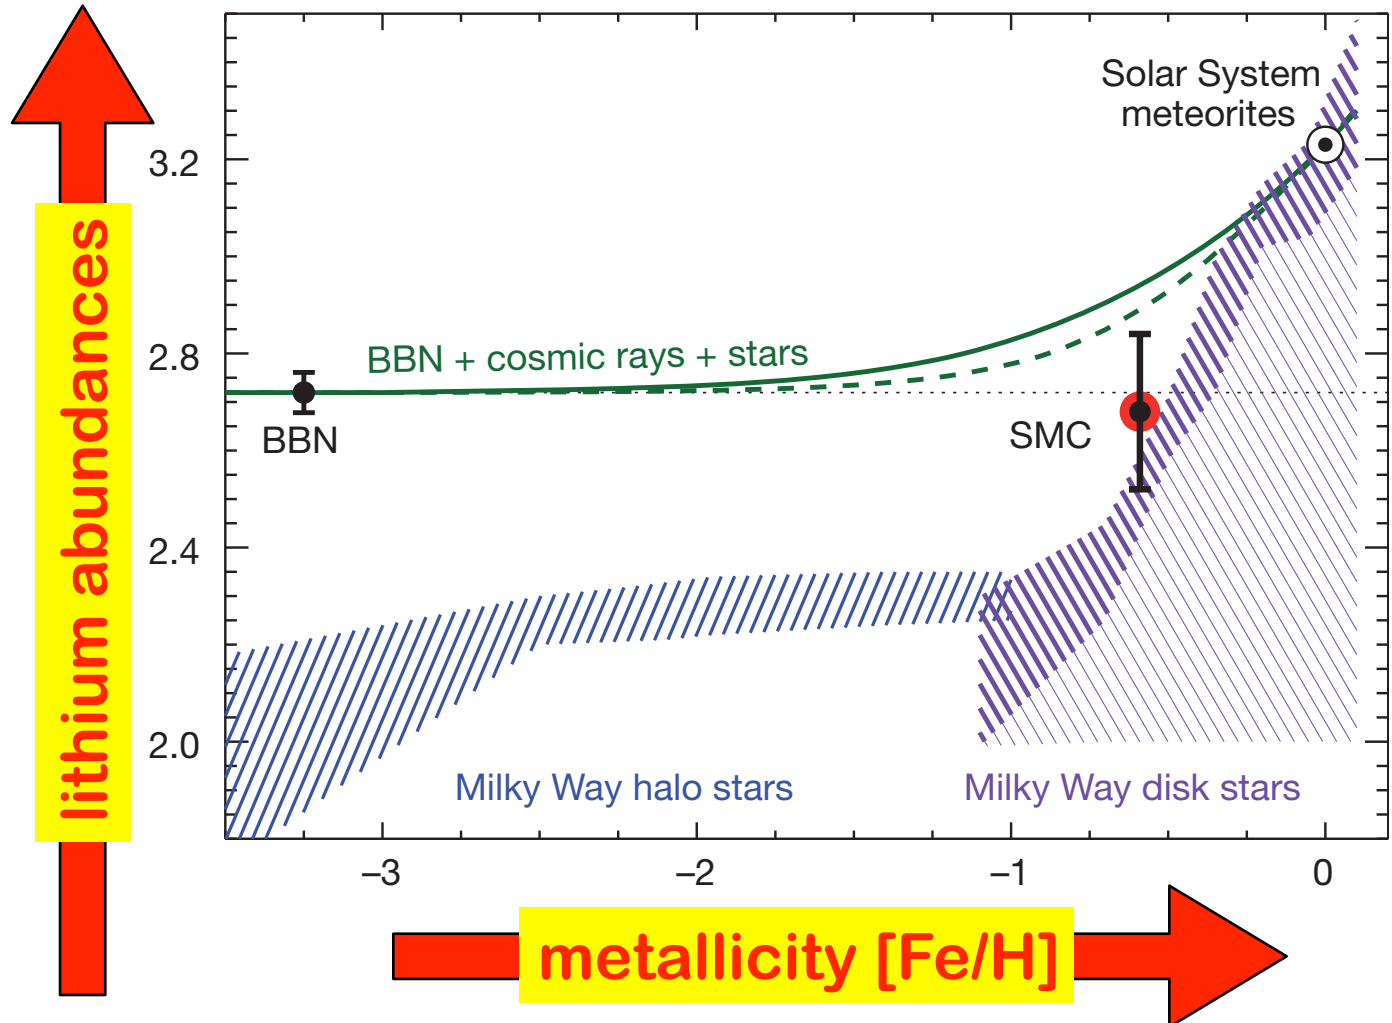 Solar System
meteorites
3.2
2.8
2.4
2.0
lithium abundances
BBN + cosmic rays + stars
BBN
SMC
Milky Way halo stars
Milky Way disk stars
–3
–2
–1
0
metallicity [Fe/H]